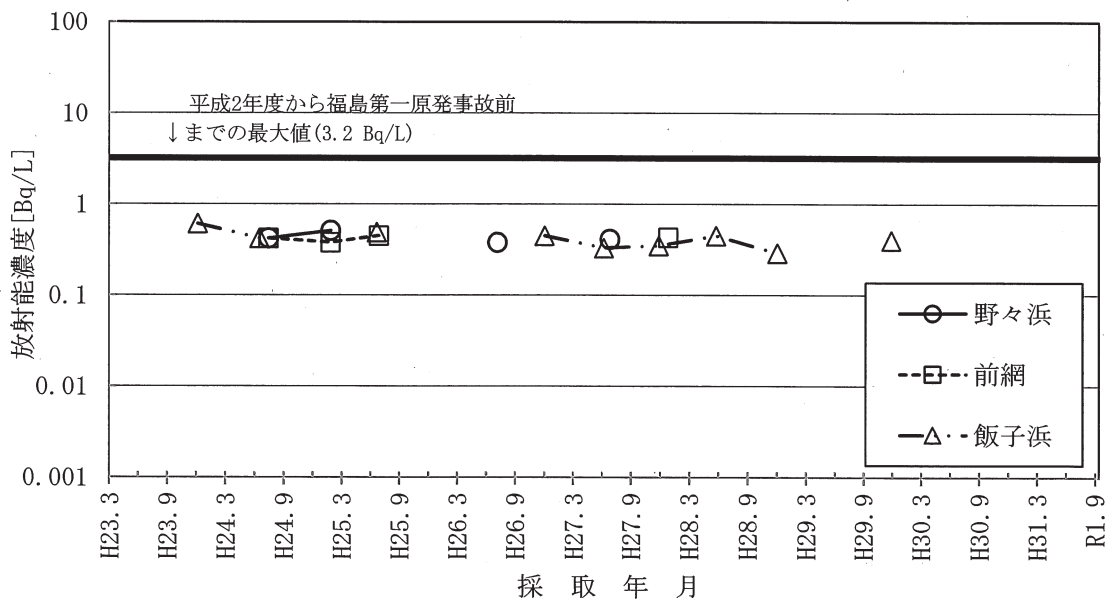 100
10
1
0.1
0.01
0.001
放射能濃度[Bq/L]
平成2年度から福島第一原発事故前
↓までの最大値(3.2 Bq/L)
野々浜
前網
飯子浜
H23.3
H23.9
H24.3
H24.9
H25.3
H25.9
H26.3
H26.9
H27.3
H27.9
H28.3
H28.9
H29.3
H29.9
H30.3
H30.9
H31.3
R1.9
採 取 年 月